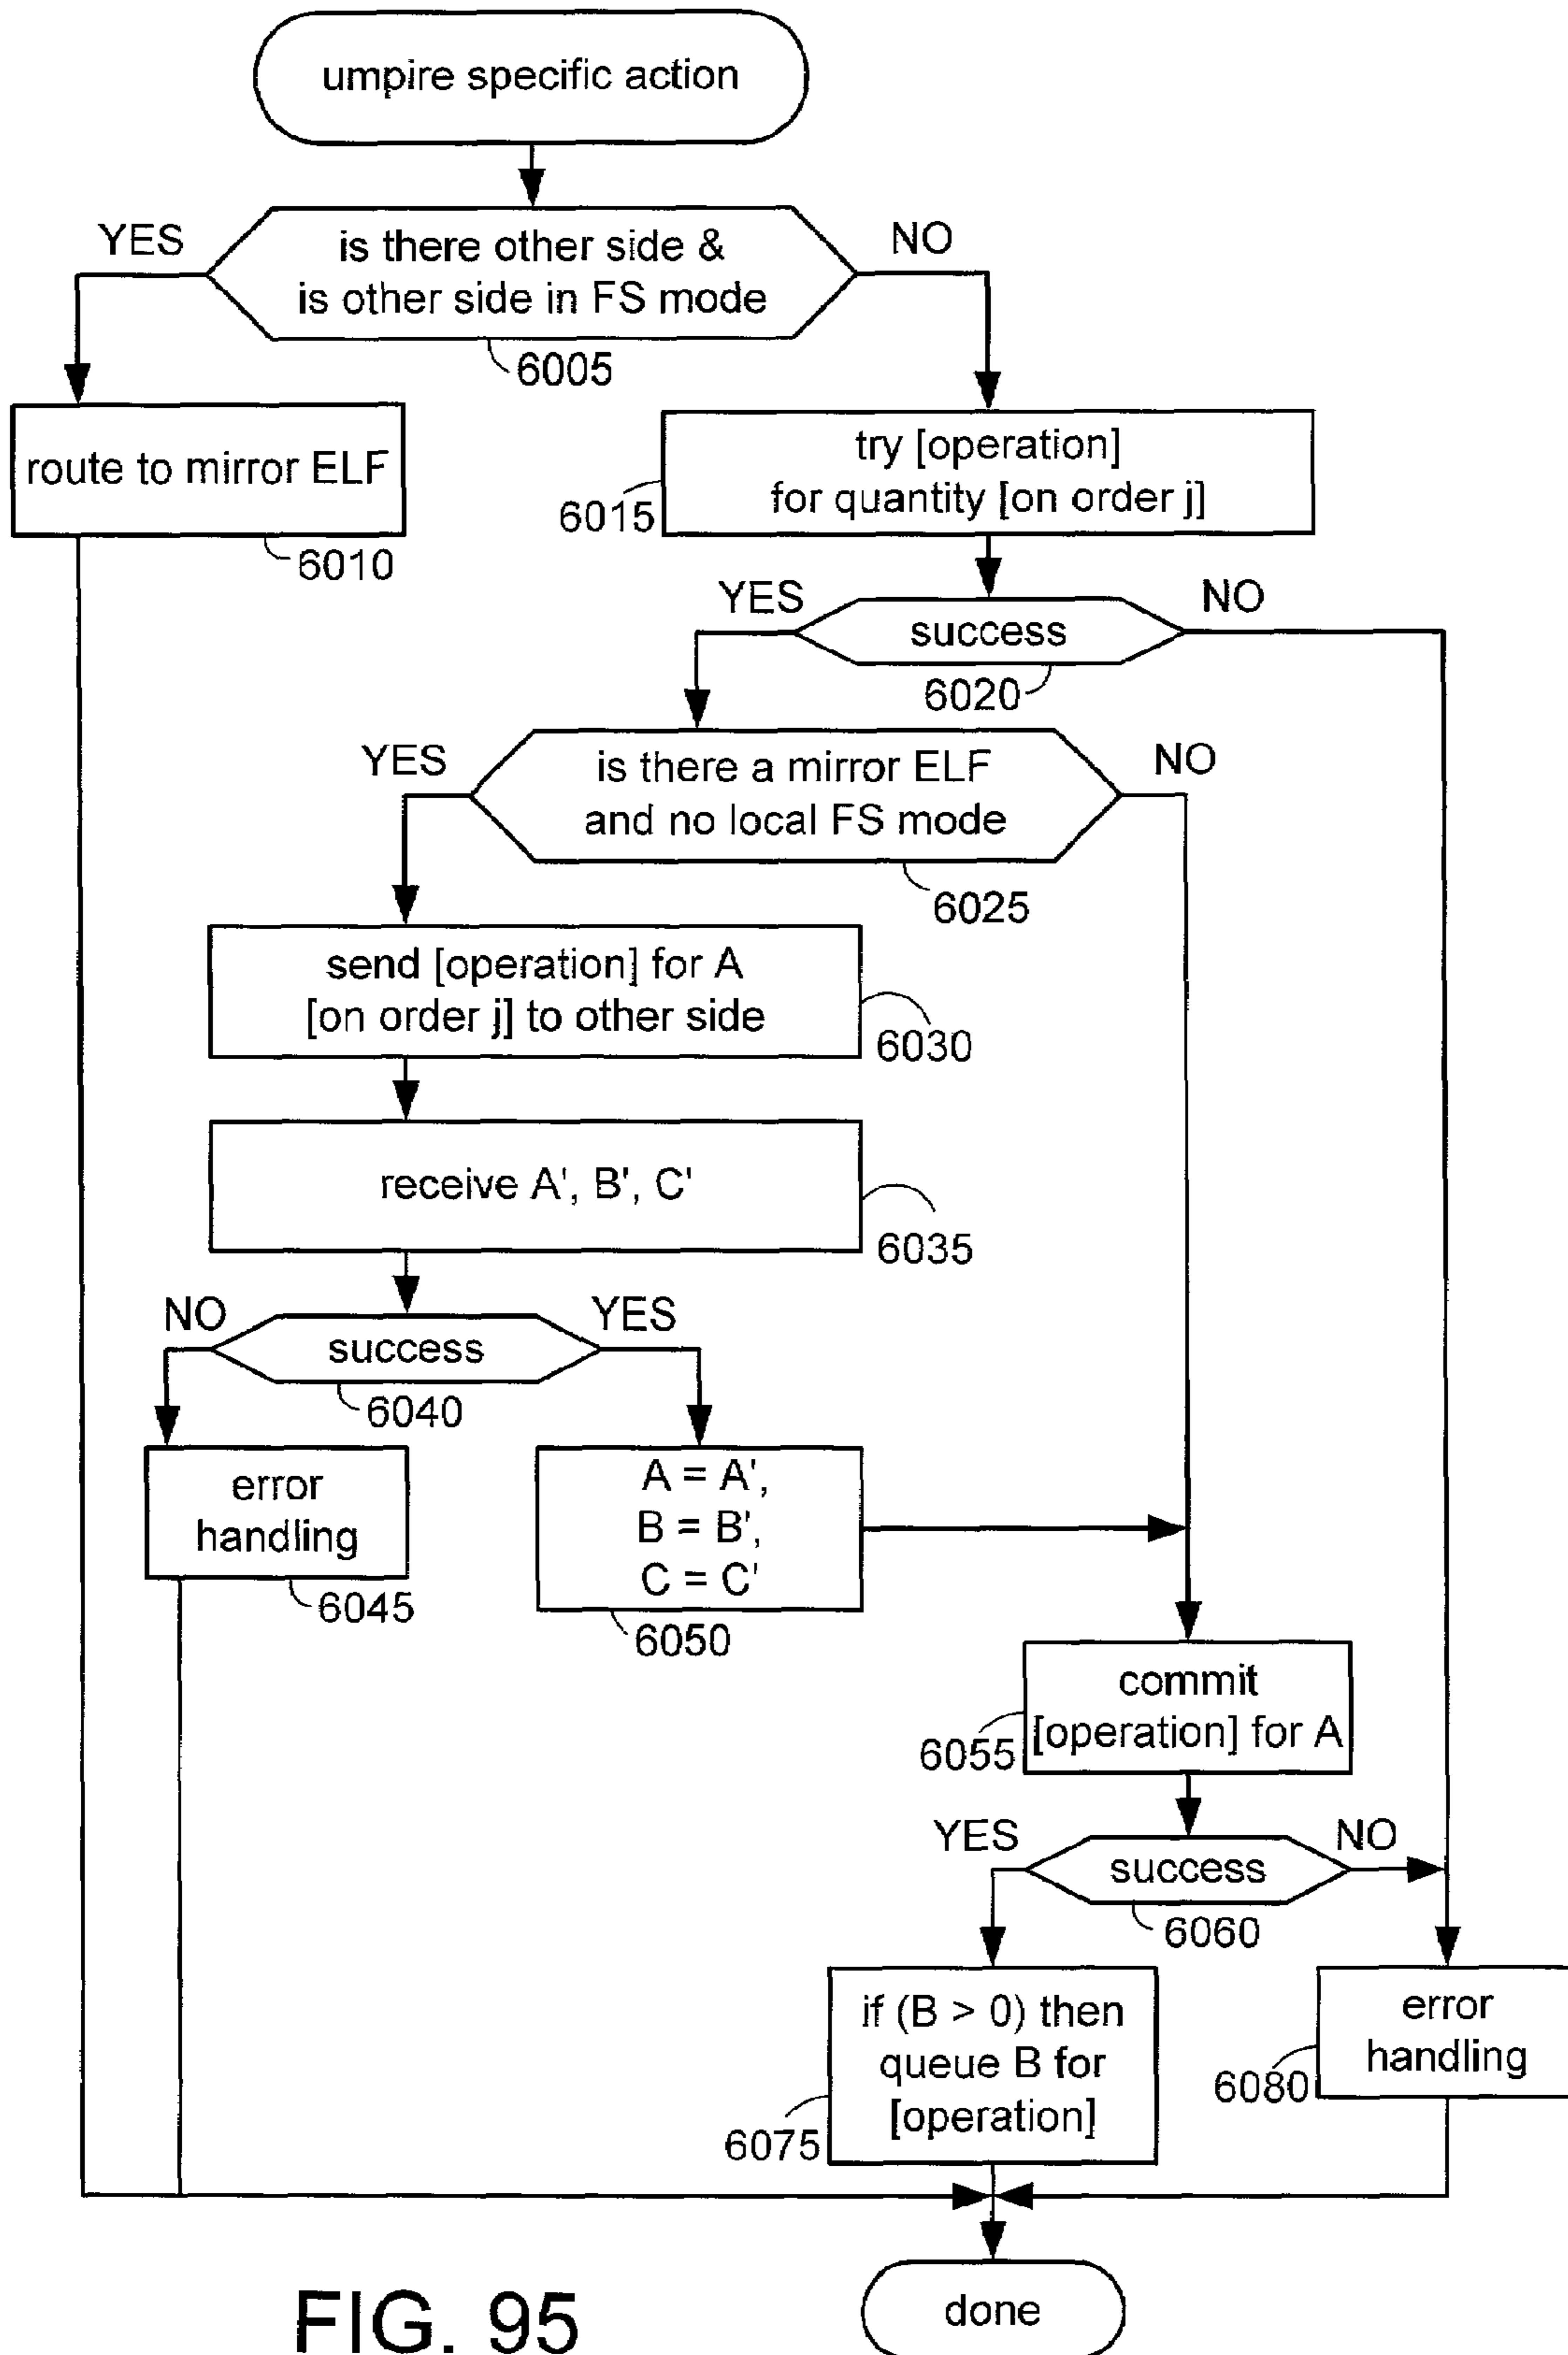 umpire specific action
YES
is there other side &
is other side in FS mode
NO
6005
route to mirror ELF
6010
try [operation]
for quantity [on order j]
6015
YES
success
NO
6020
YES
is there a mirror ELF
and no local FS mode
NO
6025
send [operation] for A
[on order j] to other side
6030
receive A', B', C'
6035
NO
success
YES
6040
error
handling
6045
A = A',
B = B',
C = C'
6050
commit
[operation] for A
6055
YES
success
NO
6060
if (B > 0) then
queue B for
[operation]
6075
error
handling
6080
done
FIG. 95